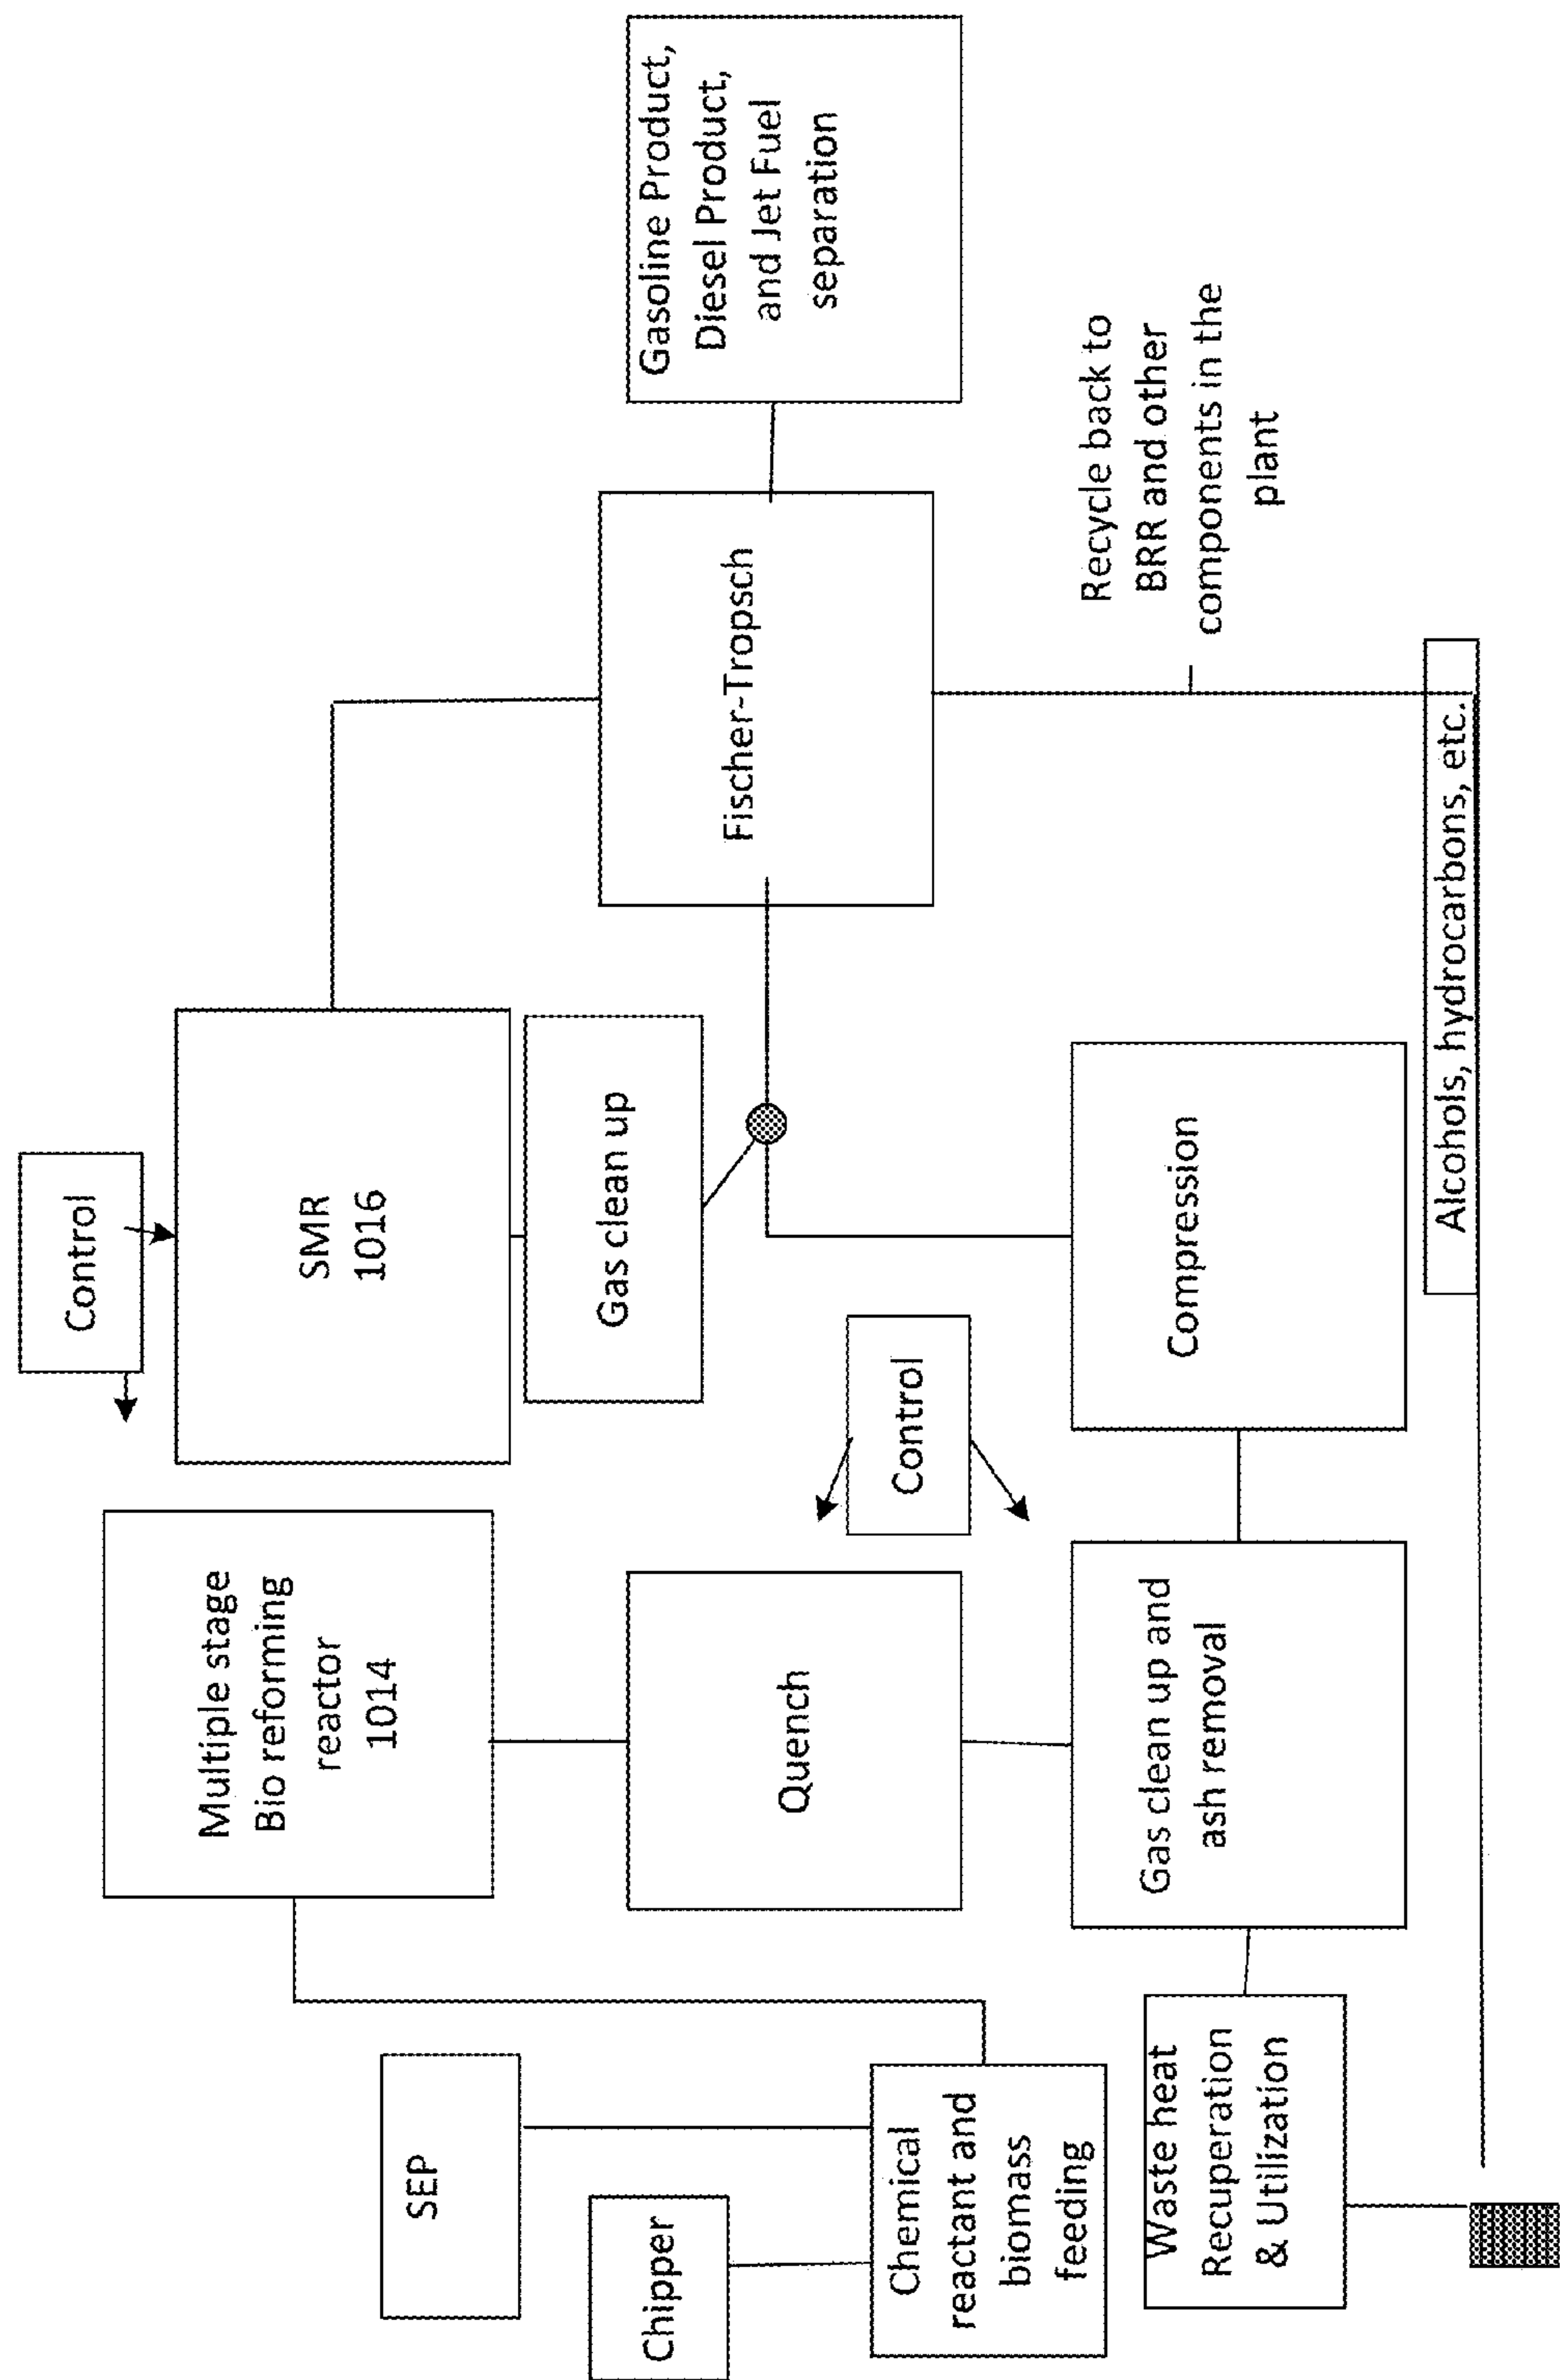 SEP
Chipper
Chemical
reactant and
biomass
feeding
Waste heat
Recuperation
& Utilization
Multiple stage
Bio reforming
reactor
1014
Quench
Gas clean up and
ash removal
Control
SMR
1016
Gas clean up
Control
Compression
Fischer-Tropsch
Gasoline Product,
Diesel Product,
and Jet Fuel
separation
Recycle back to
BRR and other
components in the
plant
Alcohols, hydrocarbons, etc.